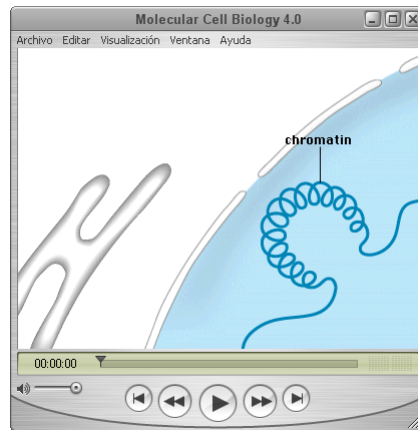 Molecular Cell Biology 4.0
Archivo Editar Visualización Ventana Ayuda
chromatin
00:00:00